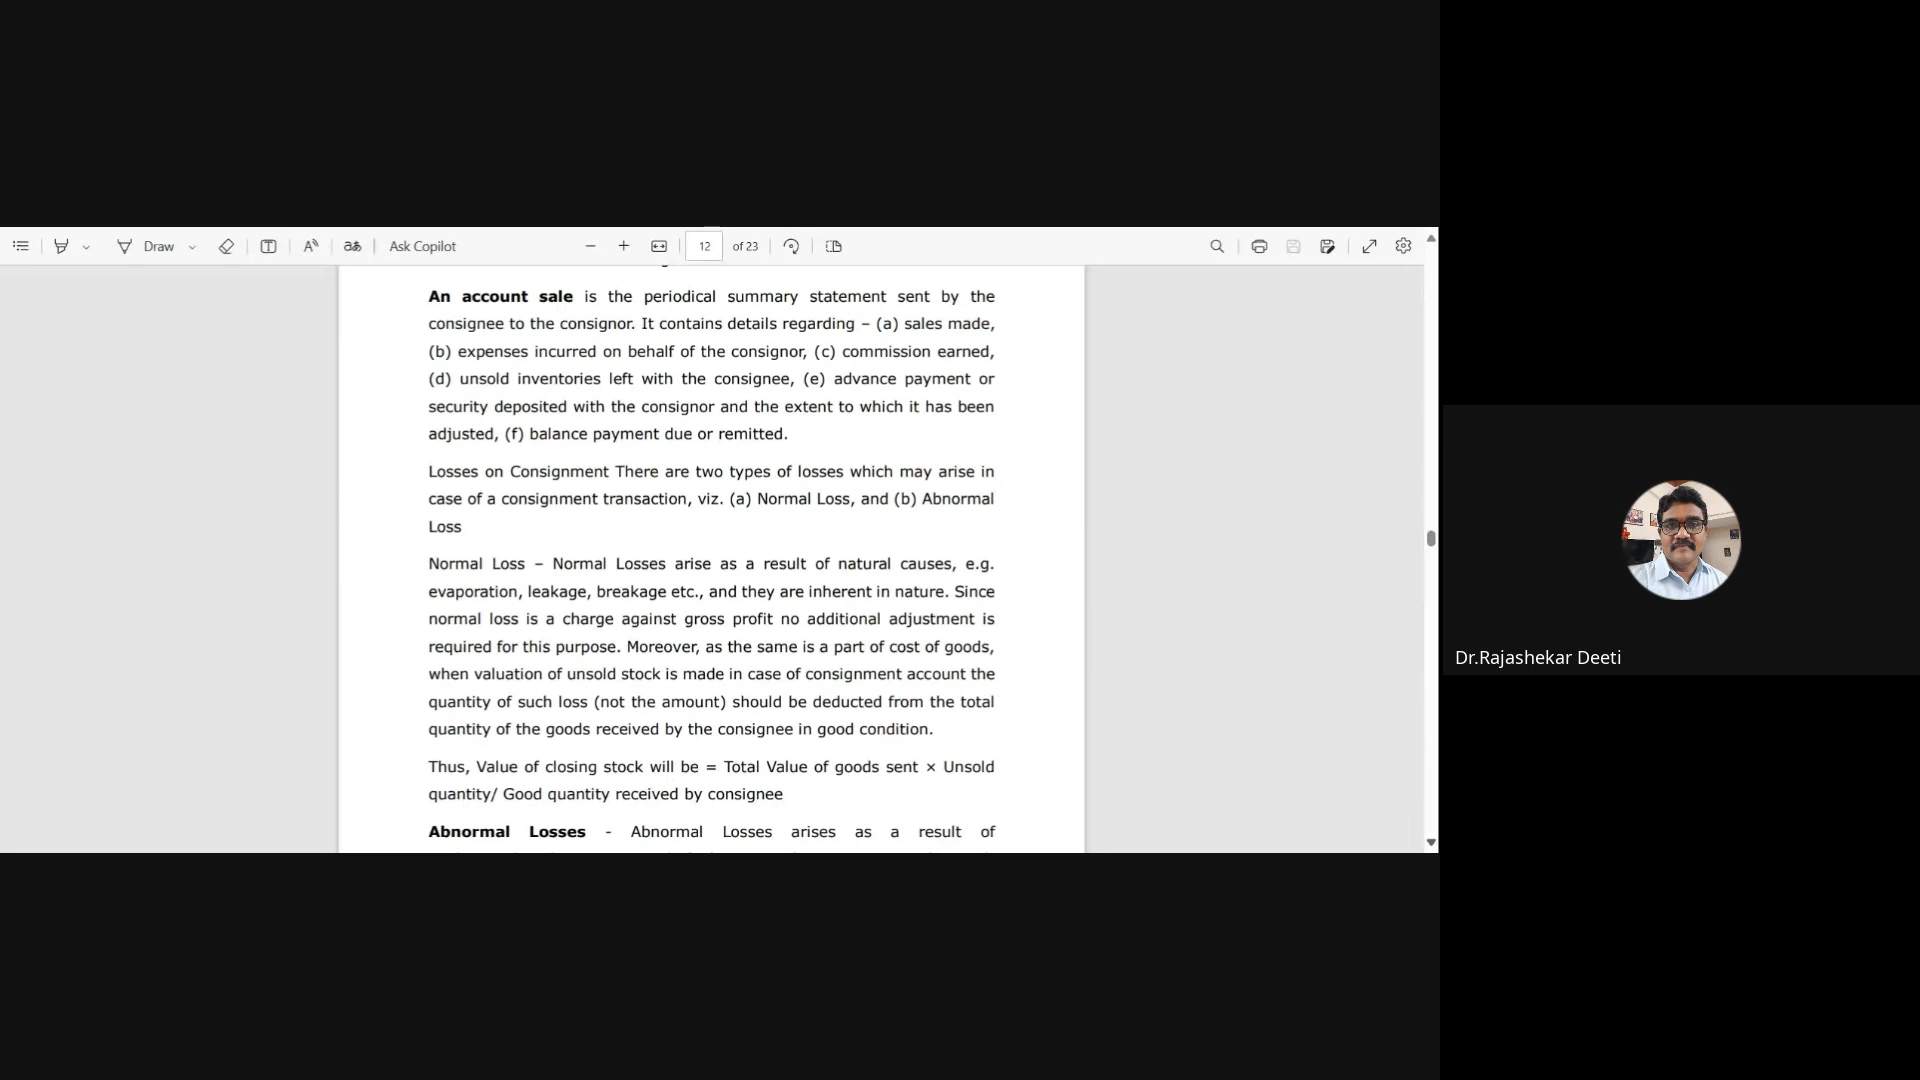 Draw
Ask Copilot
12 of 23
An account sale is the periodical summary statement sent by the
consignee to the consignor. It contains details regarding – (a) sales made,
(b) expenses incurred on behalf of the consignor, (c) commission earned,
(d) unsold inventories left with the consignee, (e) advance payment or
security deposited with the consignor and the extent to which it has been
adjusted, (f) balance payment due or remitted.
Losses on Consignment There are two types of losses which may arise in
case of a consignment transaction, viz. (a) Normal Loss, and (b) Abnormal
Loss
Normal Loss – Normal Losses arise as a result of natural causes, e.g.
evaporation, leakage, breakage etc., and they are inherent in nature. Since
normal loss is a charge against gross profit no additional adjustment is
required for this purpose. Moreover, as the same is a part of cost of goods,
when valuation of unsold stock is made in case of consignment account the
quantity of such loss (not the amount) should be deducted from the total
quantity of the goods received by the consignee in good condition.
Thus, Value of closing stock will be = Total Value of goods sent × Unsold
quantity/ Good quantity received by consignee
Abnormal Losses - Abnormal Losses arises as a result of
Dr.Rajashekar Deeti